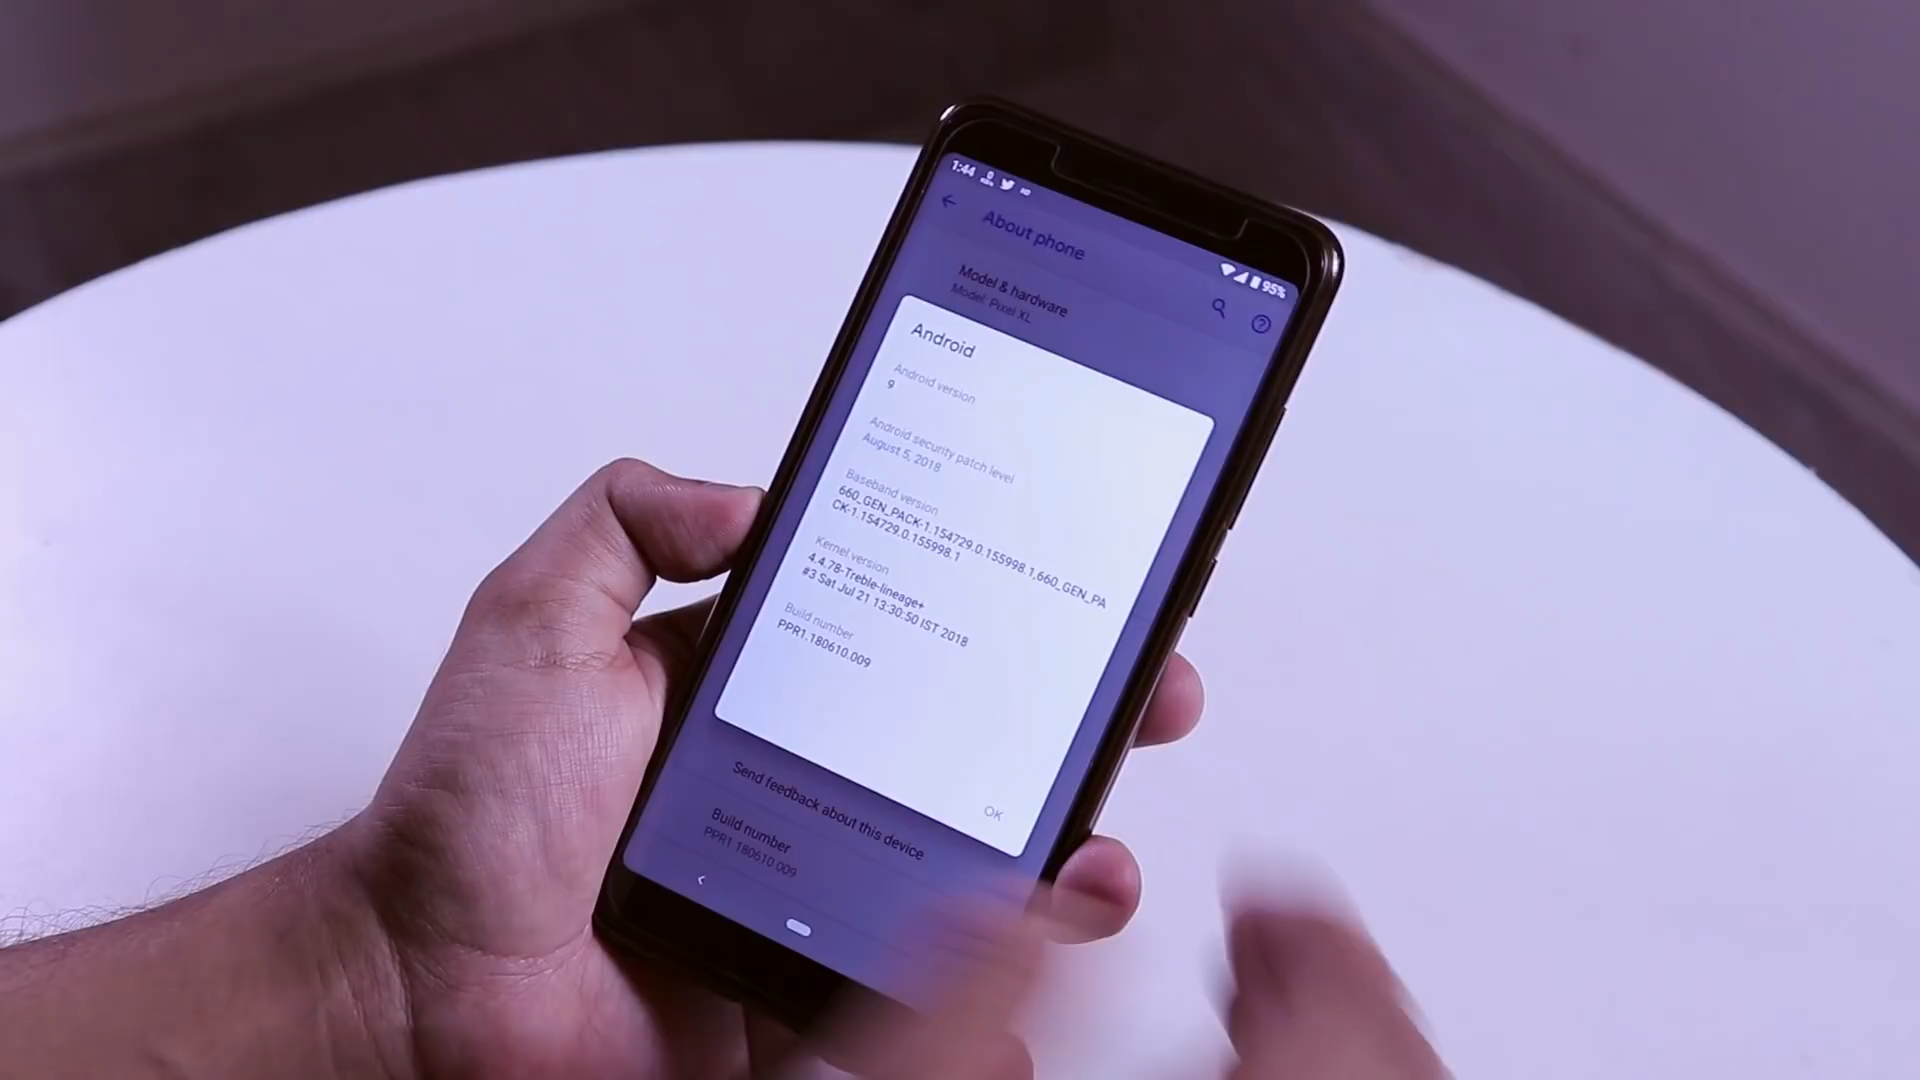 1:44
95%
About phone
Model & hardware
Model: Pixel XL
Android
Android version
9
Android security patch level
August 5, 2018
Baseband version
660_GEN_PACK-1.154729.0.155998.1,660_GEN_PA
CK-1.154729.0.155998.1
Kernel version
4.4.78-Treble-lineage+
#3 Sat Jul 21 13:30:50 IST 2018
Build number
PPR1.180610.009
OK
Send feedback about this device
Build number
PPR1.180610.009